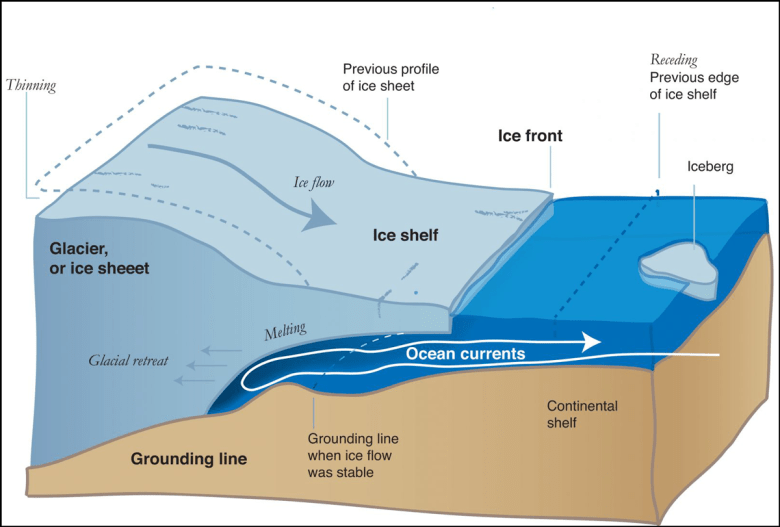 Thinning
Previous profile
of ice sheet
Receding
Previous edge
of ice shelf
Ice front
Iceberg
Ice flow
Ice shelf
Glacier,
or ice sheeet
Melting
Glacial retreat
Ocean currents
Continental
shelf
Grounding line
when ice flow
was stable
Grounding line